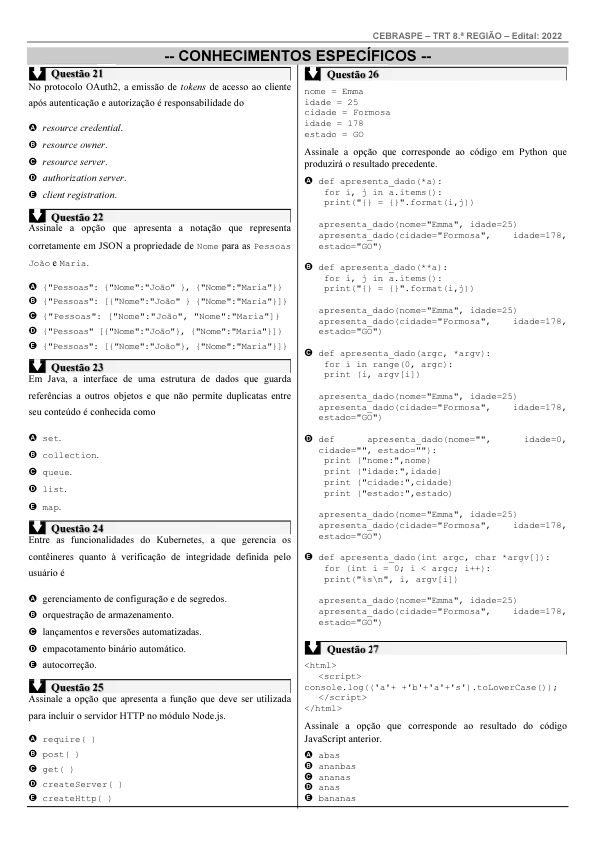 CEBRASPE – TRT 8.ª REGIÃO – Edital: 2022
-- CONHECIMENTOS ESPECÍFICOS --
Questão 21
No protocolo OAuth2, a emissão de tokens de acesso ao cliente
após autenticação e autorização é responsabilidade do
A resource credential.
B resource owner.
C resource server.
D authorization server.
E client registration.
Questão 22
Assinale a opção que apresenta a notação que representa
corretamente em JSON a propriedade de Nome para as Pessoas
João e Maria.
A {"Pessoas": {"Nome":"João" }, {"Nome":"Maria"}}
B {"Pessoas": [{"Nome":"João" } {"Nome":"Maria"}]}
C {"Pessoas": ["Nome":"João", "Nome":"Maria"]}
D {"Pessoas" [{"Nome":"João"}, {"Nome":"Maria"}]}
E {"Pessoas": [{"Nome":"João"}, {"Nome":"Maria"}]}
Questão 23
Em Java, a interface de uma estrutura de dados que guarda
referências a outros objetos e que não permite duplicatas entre
seu conteúdo é conhecida como
A set.
B collection.
C queue.
D list.
E map.
Questão 24
Entre as funcionalidades do Kubernetes, a que gerencia os
contêineres quanto à verificação de integridade definida pelo
usuário é
A gerenciamento de configuração e de segredos.
B orquestração de armazenamento.
C lançamentos e reversões automatizadas.
D empacotamento binário automático.
E autocorreção.
Questão 25
Assinale a opção que apresenta a função que deve ser utilizada
para incluir o servidor HTTP no módulo Node.js.
A require( )
B post( )
C get( )
D createServer( )
E createHttp( )
Questão 26
nome = Emma
idade = 25
cidade = Formosa
idade = 178
estado = GO
Assinale a opção que corresponde ao código em Python que
produzirá o resultado precedente.
A def apresenta_dado(*a):
for i, j in a.items():
print("{} = {}".format(i,j))
apresenta_dado(nome="Emma", idade=25)
apresenta_dado(cidade="Formosa", idade=178,
estado="GO")
B def apresenta_dado(**a):
for i, j in a.items():
print("{} = {}".format(i,j))
apresenta_dado(nome="Emma", idade=25)
apresenta_dado(cidade="Formosa", idade=178,
estado="GO")
C def apresenta_dado(argc, *argv):
for i in range(0, argc):
print (i, argv[i])
apresenta_dado(nome="Emma", idade=25)
apresenta_dado(cidade="Formosa", idade=178,
estado="GO")
D def apresenta_dado(nome="", idade=0,
cidade="", estado=""):
print ("nome:",nome)
print ("idade:",idade)
print ("cidade:",cidade)
print ("estado:",estado)
apresenta_dado(nome="Emma", idade=25)
apresenta_dado(cidade="Formosa", idade=178,
estado="GO")
E def apresenta_dado(int argc, char *argv[]):
for (int i = 0; i < argc; i++):
print("%s\n", i, argv[i])
apresenta_dado(nome="Emma", idade=25)
apresenta_dado(cidade="Formosa", idade=178,
estado="GO")
Questão 27
<html>
<script>
console.log(('a'+ +'b'+'a'+'s').toLowerCase());
</script>
</html>
Assinale a opção que corresponde ao resultado do código
JavaScript anterior.
A abas
B ananbas
C ananas
D anas
E bananas